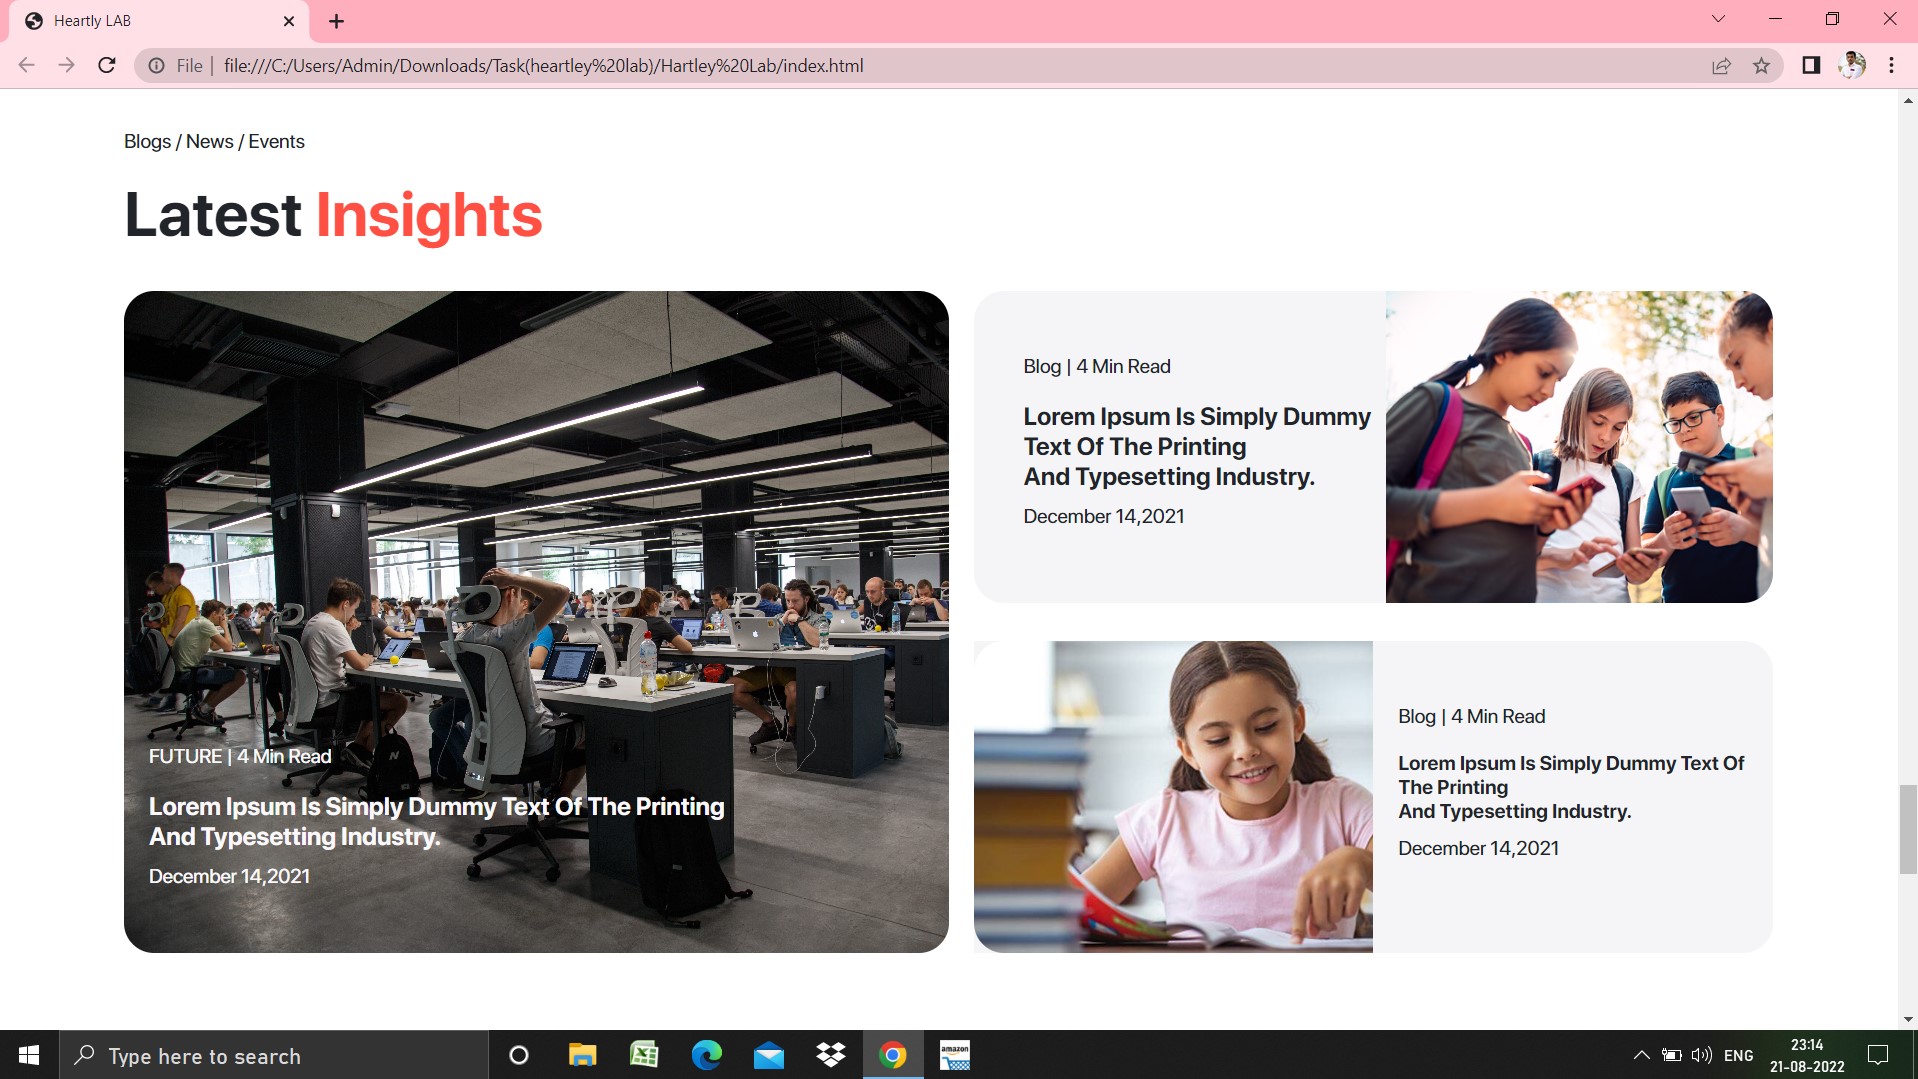 Heartly LAB
File | file:///C:/Users/Admin/Downloads/Task(heartley%20lab)/Hartley%20Lab/index.html
Blogs / News / Events
Latest Insights
FUTURE | 4 Min Read
Lorem Ipsum Is Simply Dummy Text Of The Printing
And Typesetting Industry.
December 14,2021
Blog | 4 Min Read
Lorem Ipsum Is Simply Dummy
Text Of The Printing
And Typesetting Industry.
December 14,2021
Blog | 4 Min Read
Lorem Ipsum Is Simply Dummy Text Of
The Printing
And Typesetting Industry.
December 14,2021
Type here to search
amazon
ENG
23:14
21-08-2022